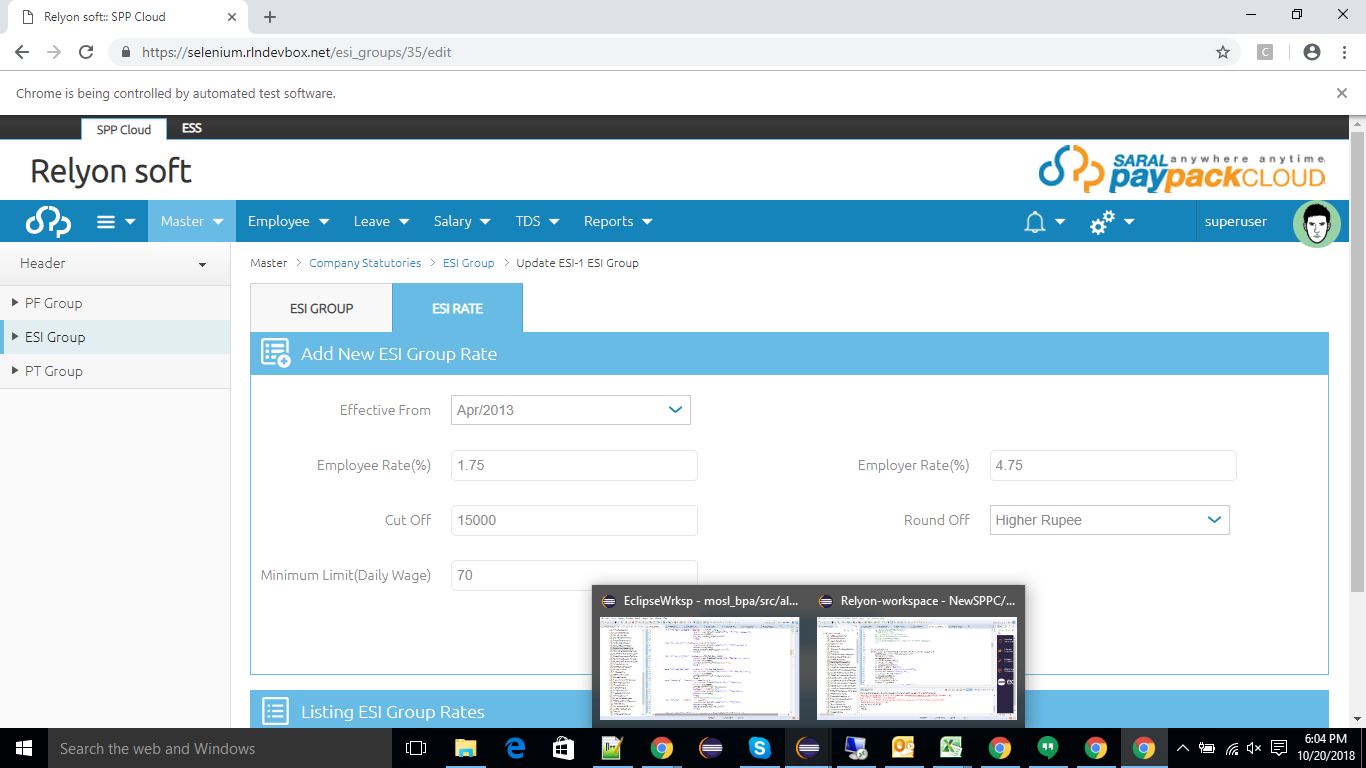 Relyon soft:: SPP Cloud
https://selenium.rlndevbox.net/esi_groups/35/edit
C
Chrome is being controlled by automated test software.
SPP Cloud ESS
Relyon soft
SARAL anywhere anytime
paypackCLOUD
Master Employee Leave Salary TDS Reports superuser
Header
Master > Company Statutories > ESI Group > Update ESI-1 ESI Group
PF Group
ESI Group
PT Group
ESI GROUP ESI RATE
Add New ESI Group Rate
Effective From Apr/2013
Employee Rate(%) 1.75 Employer Rate(%) 4.75
Cut Off 15000 Round Off Higher Rupee
Minimum Limit(Daily Wage) 70
EclipseWrksp - mosl_bpa/src/al... Relyon-workspace - NewSPPC/...
Listing ESI Group Rates
Search the web and Windows
6:04 PM
10/20/2018